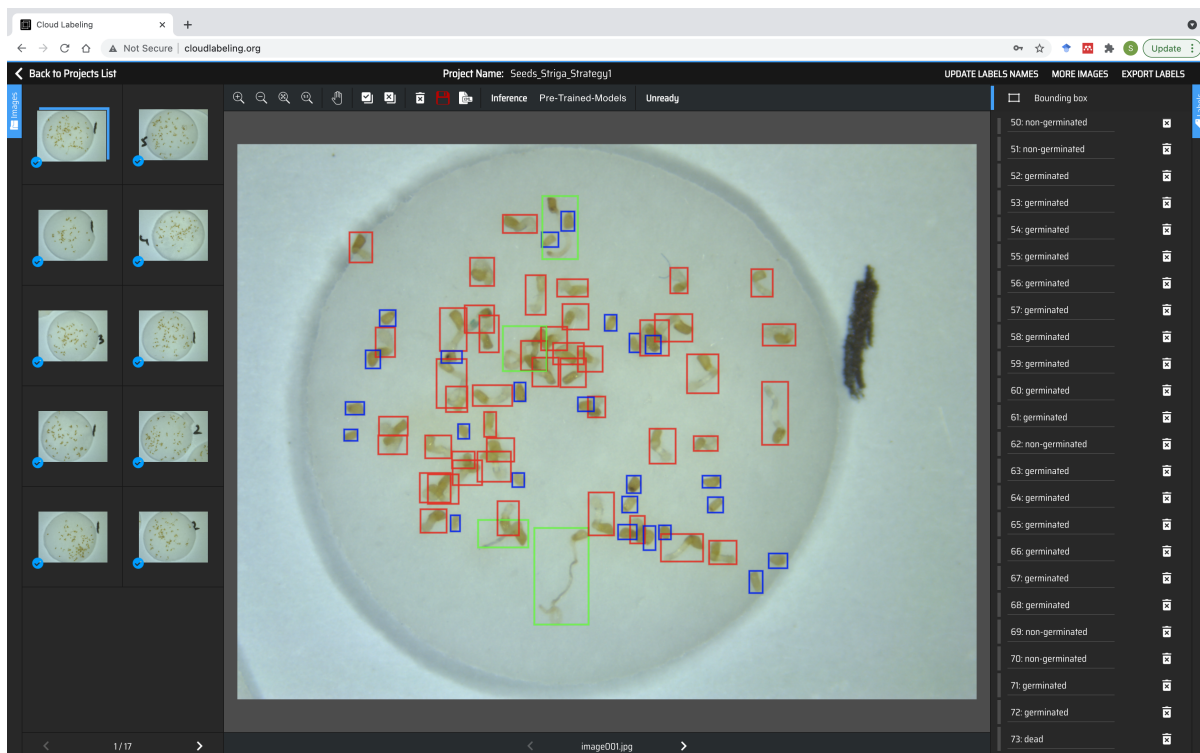 Cloud Labeling
Not Secure | cloudlabeling.org
S
Update
Back to Projects List
Project Name: Seeds_Striga_Strategy1
UPDATE LABELS NAMES MORE IMAGES EXPORT LABELS
Images
Inference Pre-Trained-Models Unready
Bounding box
50: non-germinated
51: non-germinated
52: germinated
53: germinated
54: germinated
55: germinated
56: germinated
57: germinated
58: germinated
59: germinated
60: germinated
61: germinated
62: non-germinated
63: germinated
64: germinated
65: germinated
66: germinated
67: germinated
68: germinated
69: non-germinated
70: non-germinated
71: germinated
72: germinated
73: dead
1/17
image001.jpg